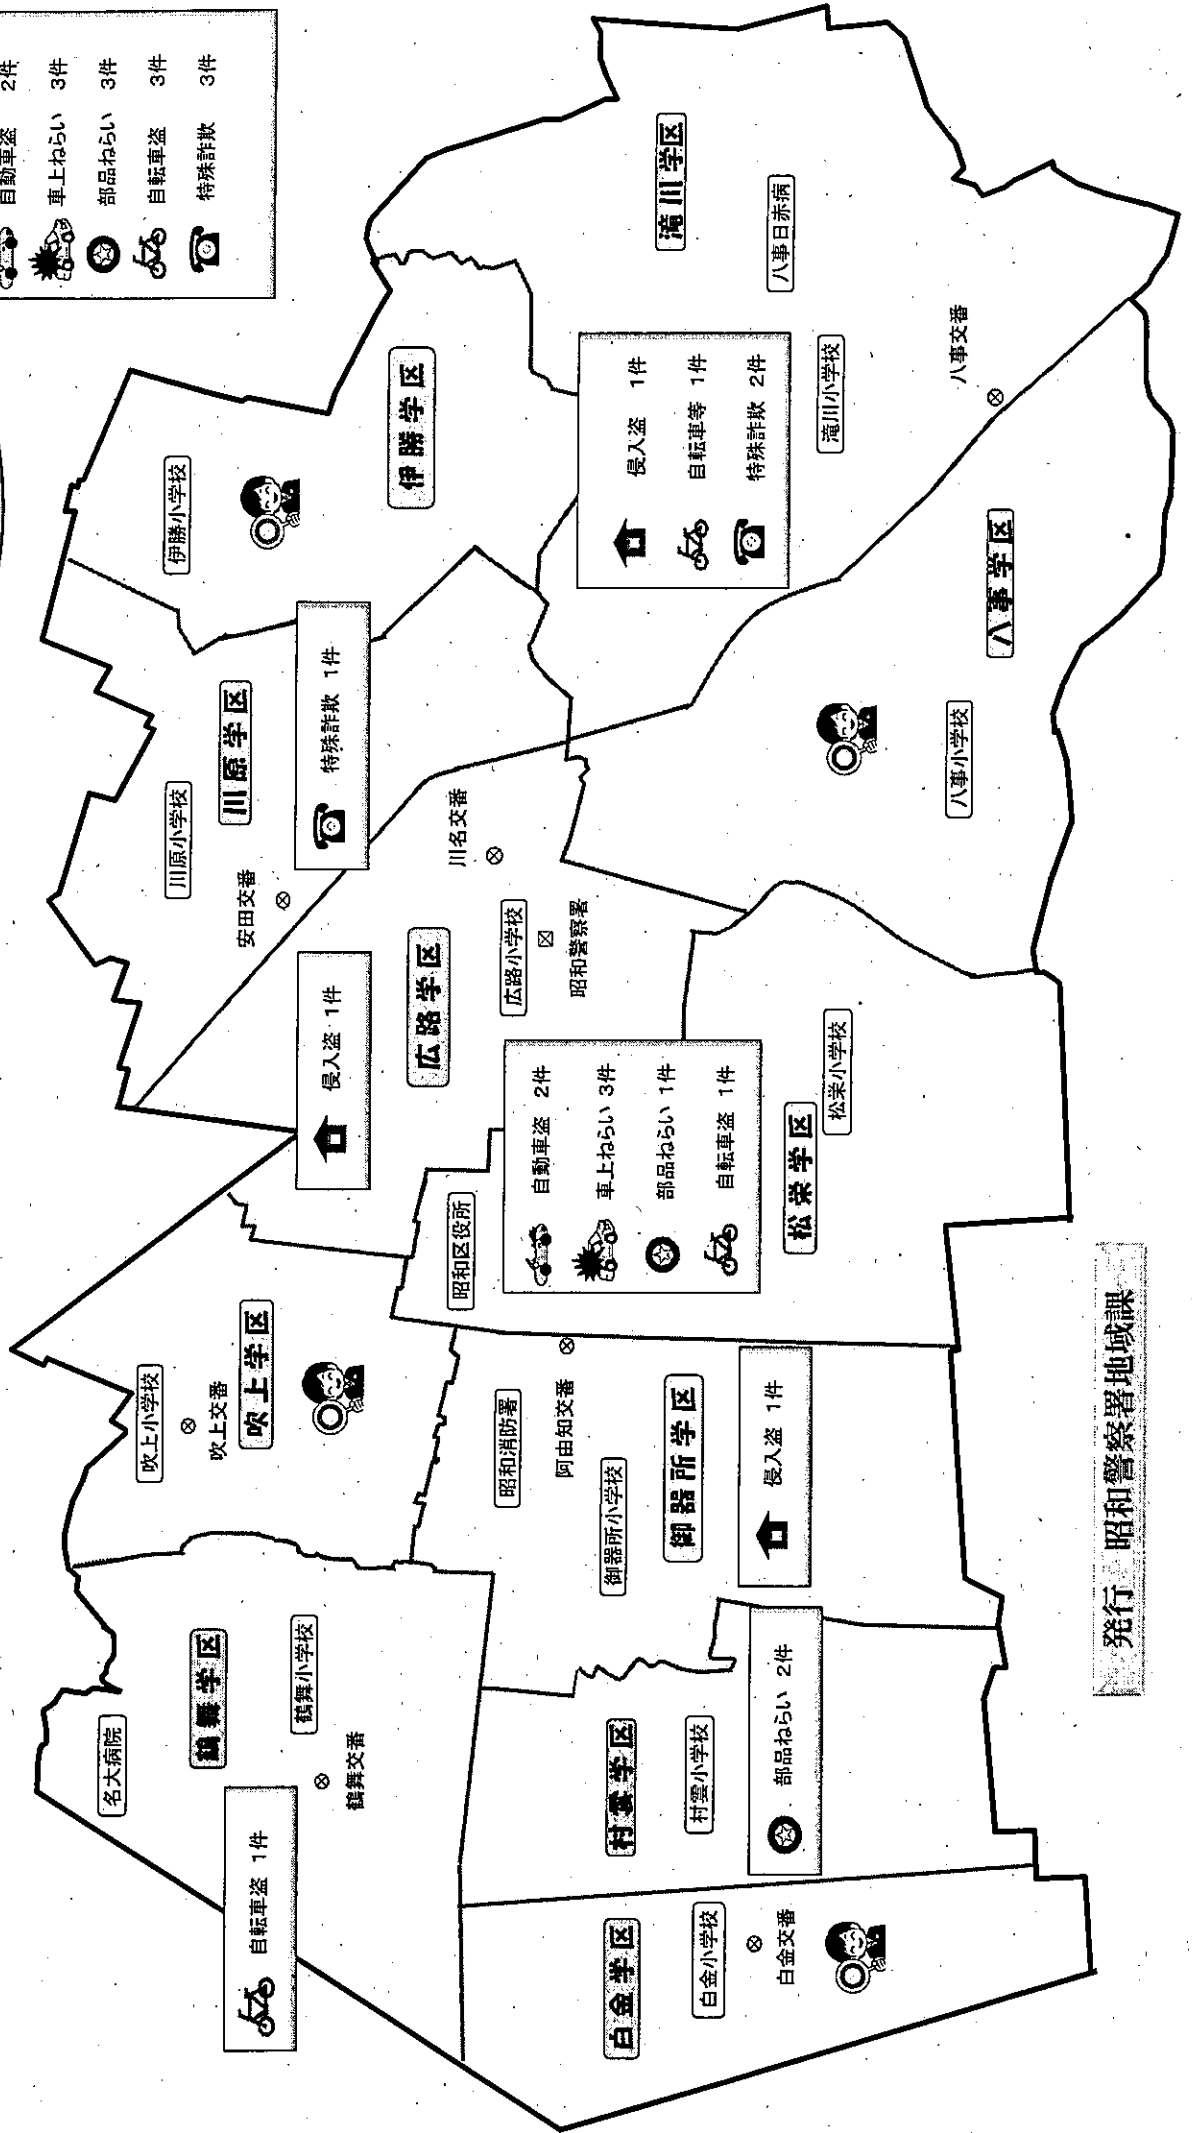 自動車盗 2件
車上ねらい 3件
部品ねらい 3件
自転車盗 3件
特殊詐欺 3件
名大病院
鶴舞学区
鶴舞小学校
鶴舞交番
自転車盗 1件
吹上小学校
吹上交番
吹上学区
川原小学校
川原学区
安田交番
特殊詐欺 1件
伊勝小学校
伊勝学区
侵入盗 1件
広路学区
川名交番
広路小学校
昭和警察署
昭和区役所
自動車盗 2件
車上ねらい 3件
部品ねらい 1件
自転車盗 1件
松栄学区
松栄小学校
滝川学区
八事日赤病
侵入盗 1件
自転車等 1件
特殊詐欺 2件
滝川小学校
八事交番
八事学区
八事小学校
昭和消防署
阿由知交番
御器所小学校
御器所学区
侵入盗 1件
村雲学区
村雲小学校
部品ねらい 2件
白金学区
白金小学校
白金交番
発行 昭和警察署地域課